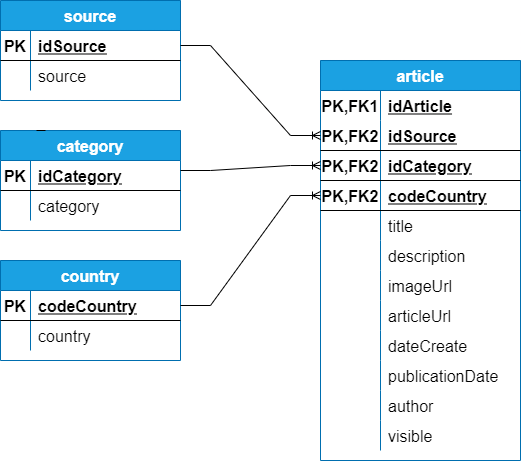 source
PK idSource
source
category
PK idCategory
category
country
PK codeCountry
country
article
PK,FK1 idArticle
PK,FK2 idSource
PK,FK2 idCategory
PK,FK2 codeCountry
title
description
imageUrl
articleUrl
dateCreate
publicationDate
author
visible